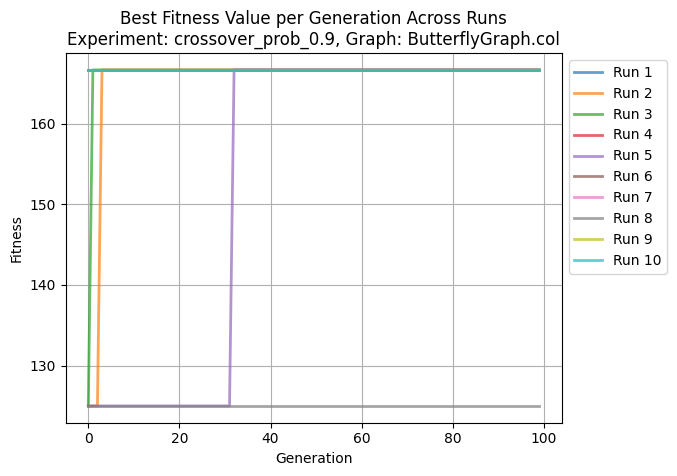 Best Fitness Value per Generation Across Runs
Experiment: crossover_prob_0.9, Graph: ButterflyGraph.col
Fitness
160
150
140
130
0 20 40 60 80 100
Generation
Run 1
Run 2
Run 3
Run 4
Run 5
Run 6
Run 7
Run 8
Run 9
Run 10